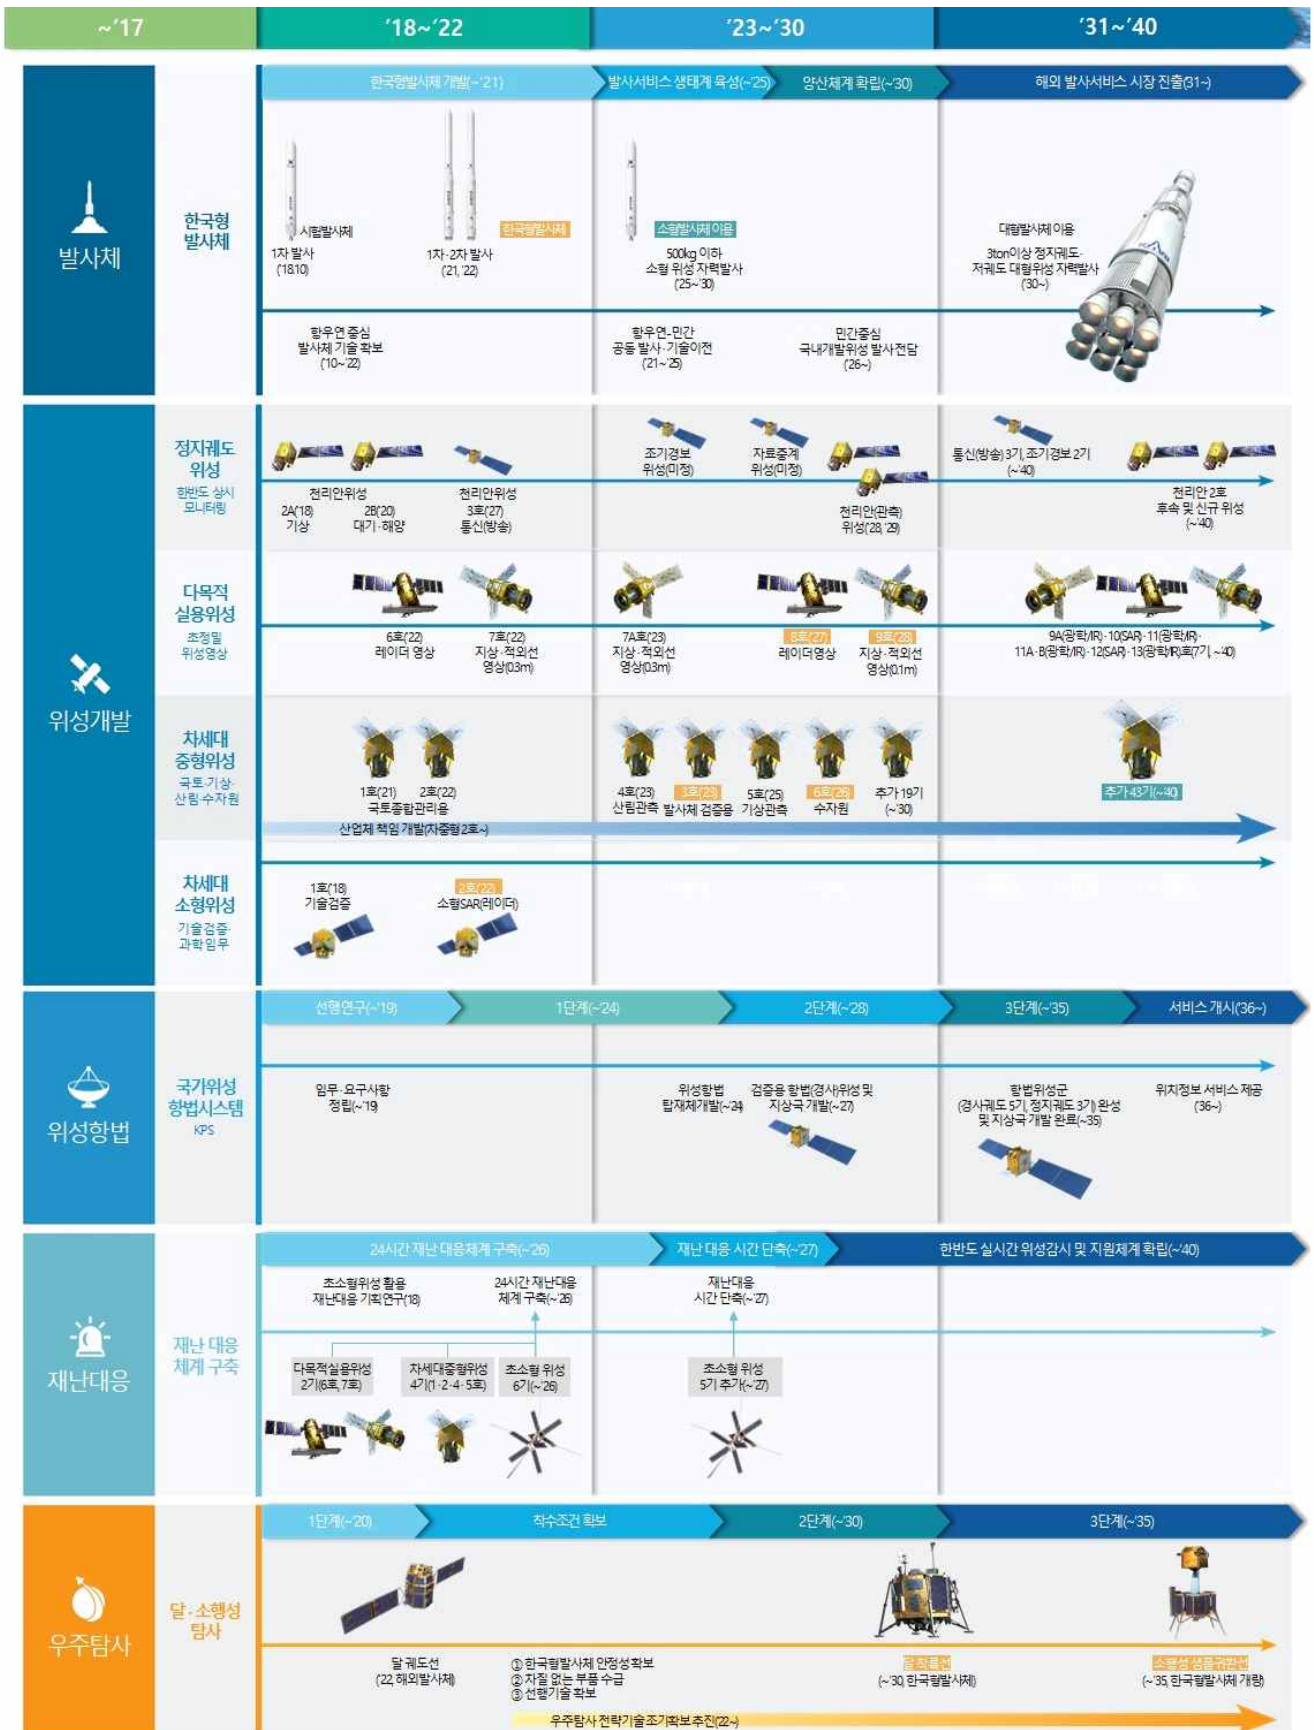 ~’17
’18~’22
’23~’30
’31~’40
한국형발사체 개발(~’21)
발사서비스 생태계 육성(~’25)
양산체계 확립(~’30)
해외 발사서비스 시장 진출(’31~)
발사체
한국형
발사체
시험발사체
1차 발사
(’18.10)
한국형발사체
1차·2차 발사
(’21, ’22)
소형발사체 이용
500kg 이하
소형 위성 자력발사
(’25~’30)
대형발사체 이용
3ton이상 정지궤도·
저궤도 대형위성 자력발사
(’30~)
항우연 중심
발사체 기술 확보
(’10~’22)
항우연-민간
공동 발사·기술이전
(’21~’25)
민간중심
국내개발위성 발사전담
(’26~)
위성개발
정지궤도
위성
한반도 상시
모니터링
천리안위성
2A(’18)
기상
2B(’20)
대기·해양
천리안위성
3호(’27)
통신(방송)
조기경보
위성(미정)
자료중계
위성(미정)
천리안(관측)
위성(’28, ’29)
통신(방송) 3기, 조기경보 2기
(~’40)
천리안 2호
후속 및 신규 위성
(~’40)
다목적
실용위성
초정밀
위성영상
6호(’22)
레이더 영상
7호(’22)
지상·적외선
영상(0.3m)
7A호(’23)
지상·적외선
영상(0.3m)
8호(’27)
레이더영상
9호(’28)
지상·적외선
영상(0.1m)
9A(광학/IR)·10(SAR)·11(광학/IR)·
11A·B(광학/IR)·12(SAR)·13(광학/IR)호(7기, ~’40)
차세대
중형위성
국토·기상·
산림·수자원
1호(’21)
2호(’22)
국토종합관리용
4호(’23)
산림관측
3호(’23)
발사체 검증용
5호(’25)
기상관측
6호(’26)
수자원
추가 19기
(~’30)
추가 43기(~’40)
산업체 책임 개발(차중형 2호~)
차세대
소형위성
기술검증·
과학임무
1호(’18)
기술검증
2호(’22)
소형SAR(레이더)
선행연구(~’19)
1단계(~’24)
2단계(~’28)
3단계(~’35)
서비스 개시(’36~)
위성항법
국가위성
항법시스템
KPS
임무·요구사항
정립(~’19)
위성항법
탑재체개발(~’24)
검증용 항법(경사)위성 및
지상국 개발(~’27)
항법위성군
(경사궤도 5기, 정지궤도 3기) 완성
및 지상국 개발 완료(~’35)
위치정보 서비스 제공
(’36~)
24시간 재난 대응체계 구축(~’26)
재난 대응 시간 단축(~’27)
한반도 실시간 위성감시 및 지원체계 확립(~’40)
재난대응
재난 대응
체계 구축
초소형위성 활용
재난대응 기획연구(’18)
24시간 재난대응
체계 구축(~’26)
재난대응
시간 단축(~’27)
다목적실용위성
2기(6호, 7호)
차세대중형위성
4기(1·2·4·5호)
초소형 위성
6기(~’26)
초소형 위성
5기 추가(~’27)
1단계(~’20)
착수조건 확보
2단계(~’30)
3단계(~’35)
우주탐사
달·소행성
탐사
달 궤도선
(’22, 해외발사체)
① 한국형발사체 안정성 확보
② 차질 없는 부품 수급
③ 선행기술 확보
달 착륙선
(~’30, 한국형발사체)
소행성 샘플귀환선
(~’35, 한국형발사체 개량)
우주탐사 전략기술 조기확보 추진(’22~)